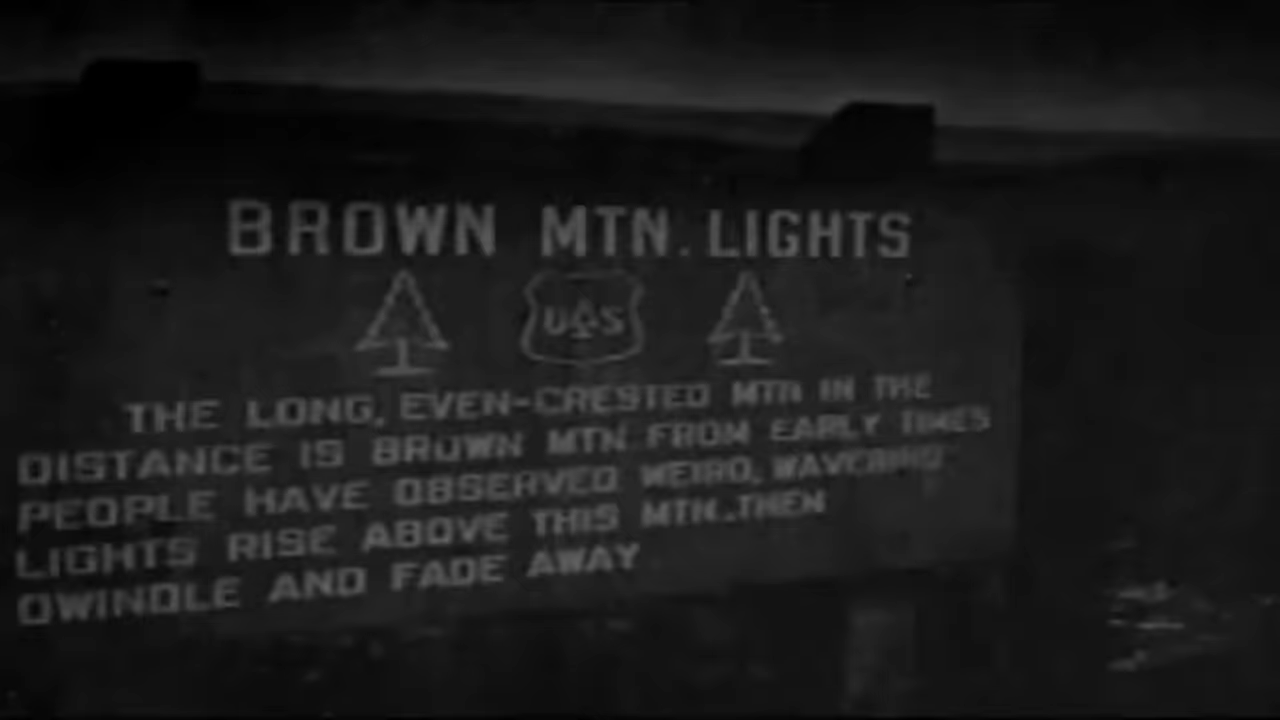 BROWN MTN. LIGHTS
U S
THE LONG, EVEN-CRESTED MTN IN THE
DISTANCE IS BROWN MTN. FROM EARLY TIMES
PEOPLE HAVE OBSERVED WEIRD,
LIGHTS RISE ABOVE THIS MTN..THEN
DWINDLE AND FADE AWAY